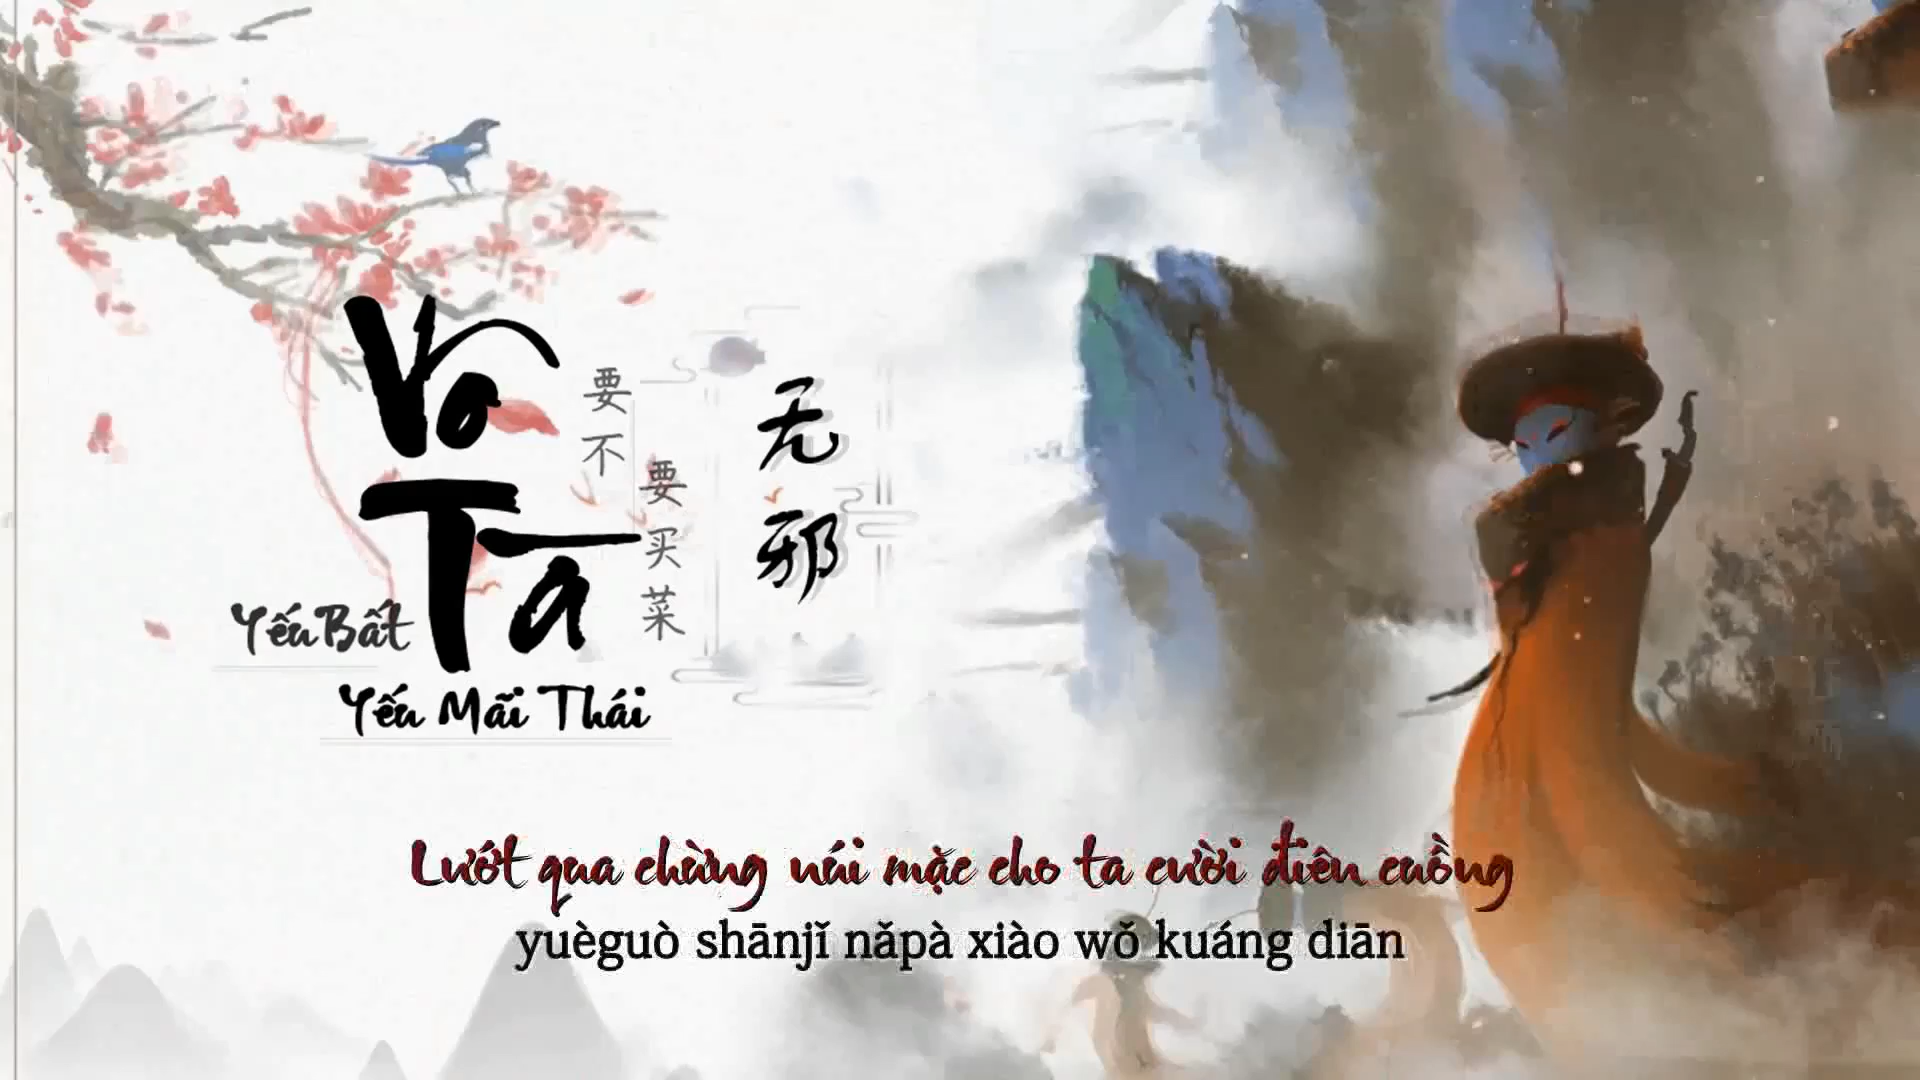 Vô
Tà
要不
要买菜
无邪
Yếu Bất
Yếu Mãi Thái
Lướt qua chừng núi mặc cho ta cười điên cuồng
yuèguò shānjǐ nǎpà xiào wǒ kuáng diān